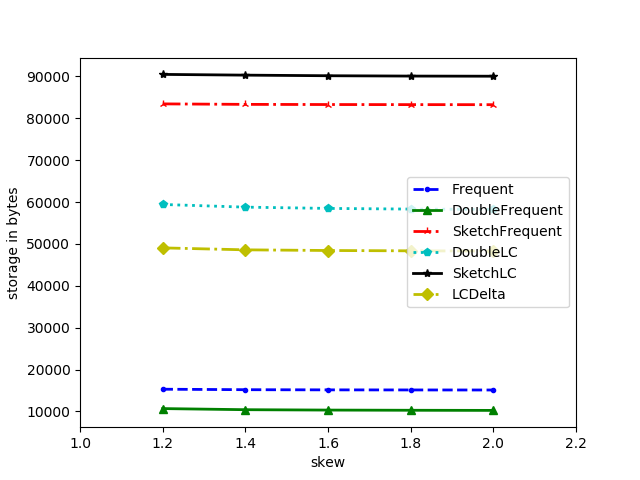 90000
80000
70000
60000
50000
40000
30000
20000
10000
storage in bytes
1.0 1.2 1.4 1.6 1.8 2.0 2.2
skew
Frequent
DoubleFrequent
SketchFrequent
DoubleLC
SketchLC
LCDelta